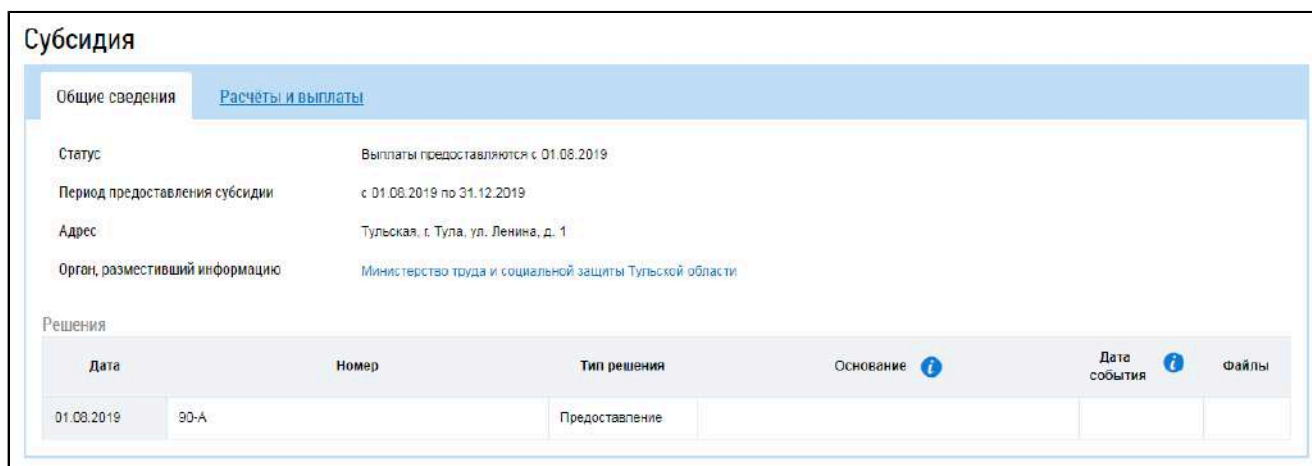 Субсидия
Общие сведения Расчёты и выплаты
Статус Выплаты предоставляются с 01.08.2019
Период предоставления субсидии с 01.08.2019 по 31.12.2019
Адрес Тульская, г. Тула, ул. Ленина, д. 1
Орган, разместивший информацию Министерство труда и социальной защиты Тульской области
Решения
Дата Номер Тип решения Основание i Дата события i Файлы
01.08.2019 90-А Предоставление